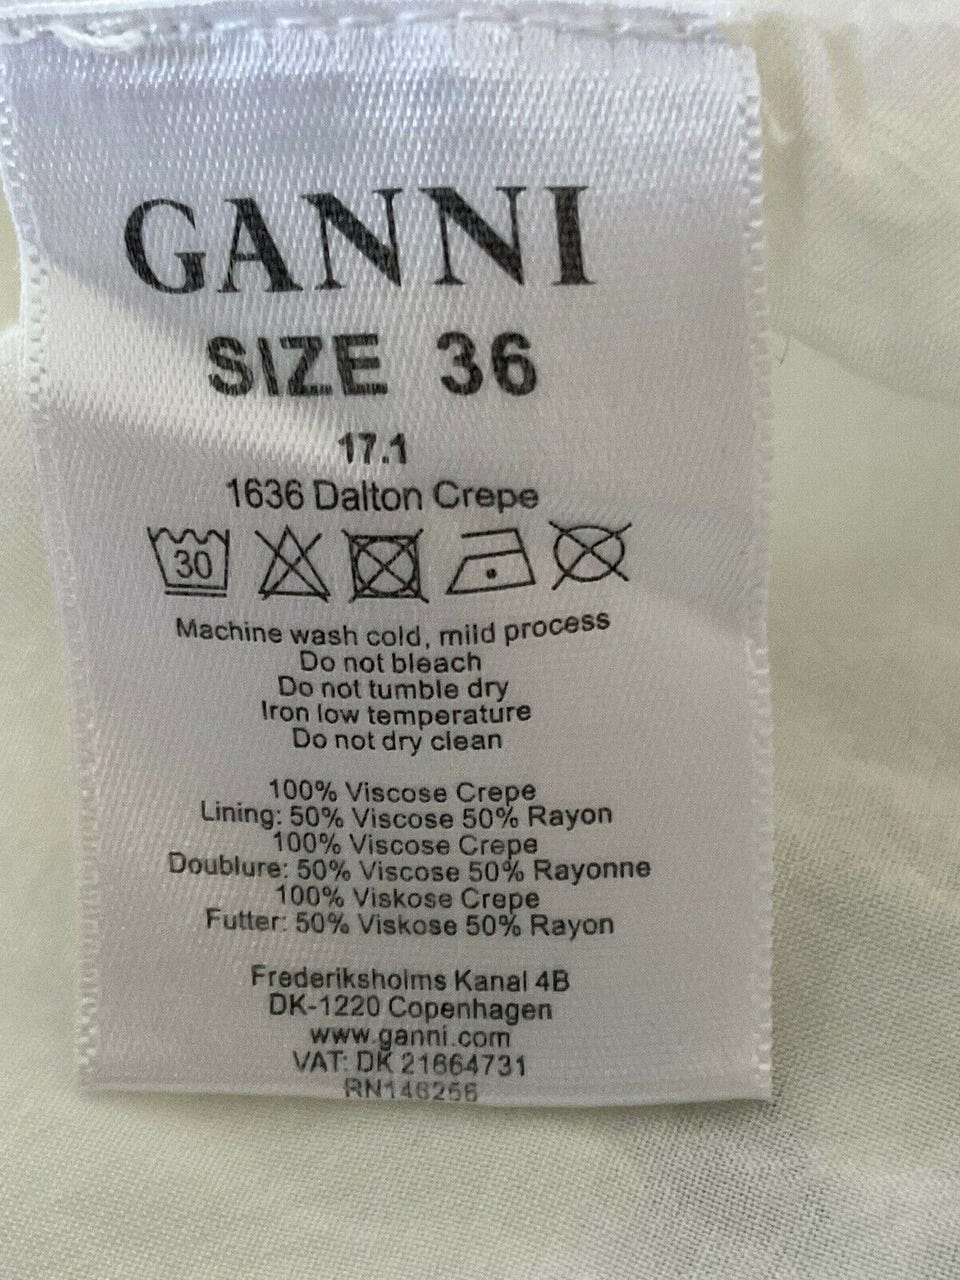 GANNI
SIZE 36
17.1
1636 Dalton Crepe
30
Machine wash cold, mild process
Do not bleach
Do not tumble dry
Iron low temperature
Do not dry clean
100% Viscose Crepe
Lining: 50% Viscose 50% Rayon
100% Viscose Crepe
Doublure: 50% Viscose 50% Rayonne
100% Viskose Crepe
Futter: 50% Viskose 50% Rayon
Frederiksholms Kanal 4B
DK-1220 Copenhagen
www.ganni.com
VAT: DK 21664731
RN146256